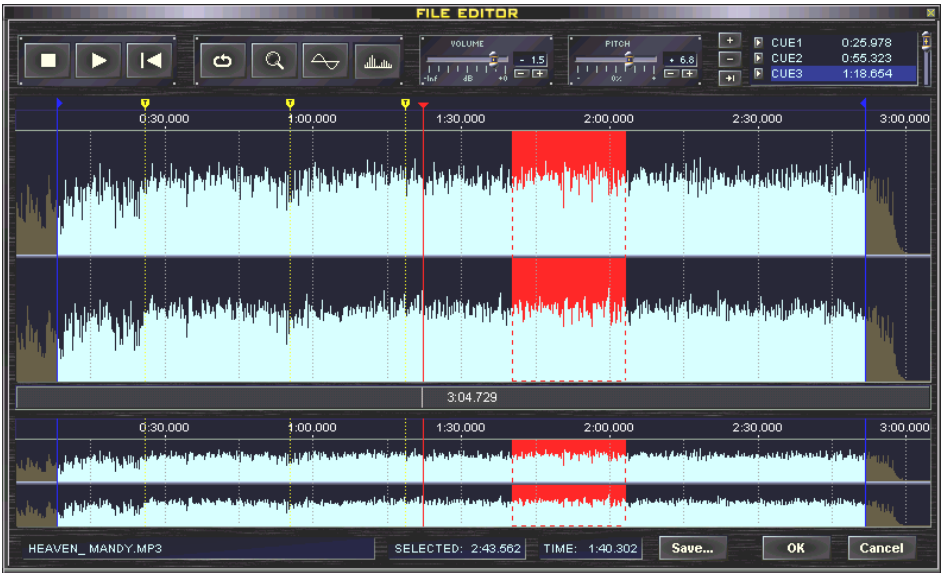 FILE EDITOR
VOLUME
-Inf dB +0
- 1.5
PITCH
- 0% +
+ 6.8
CUE1 0:25.978
CUE2 0:55.323
CUE3 1:18.654
0:30.000 1:00.000 1:30.000 2:00.000 2:30.000 3:00.000
3:04.729
0:30.000 1:00.000 1:30.000 2:00.000 2:30.000 3:00.000
HEAVEN_ MANDY.MP3 SELECTED: 2:43.562 TIME: 1:40.302 Save... OK Cancel